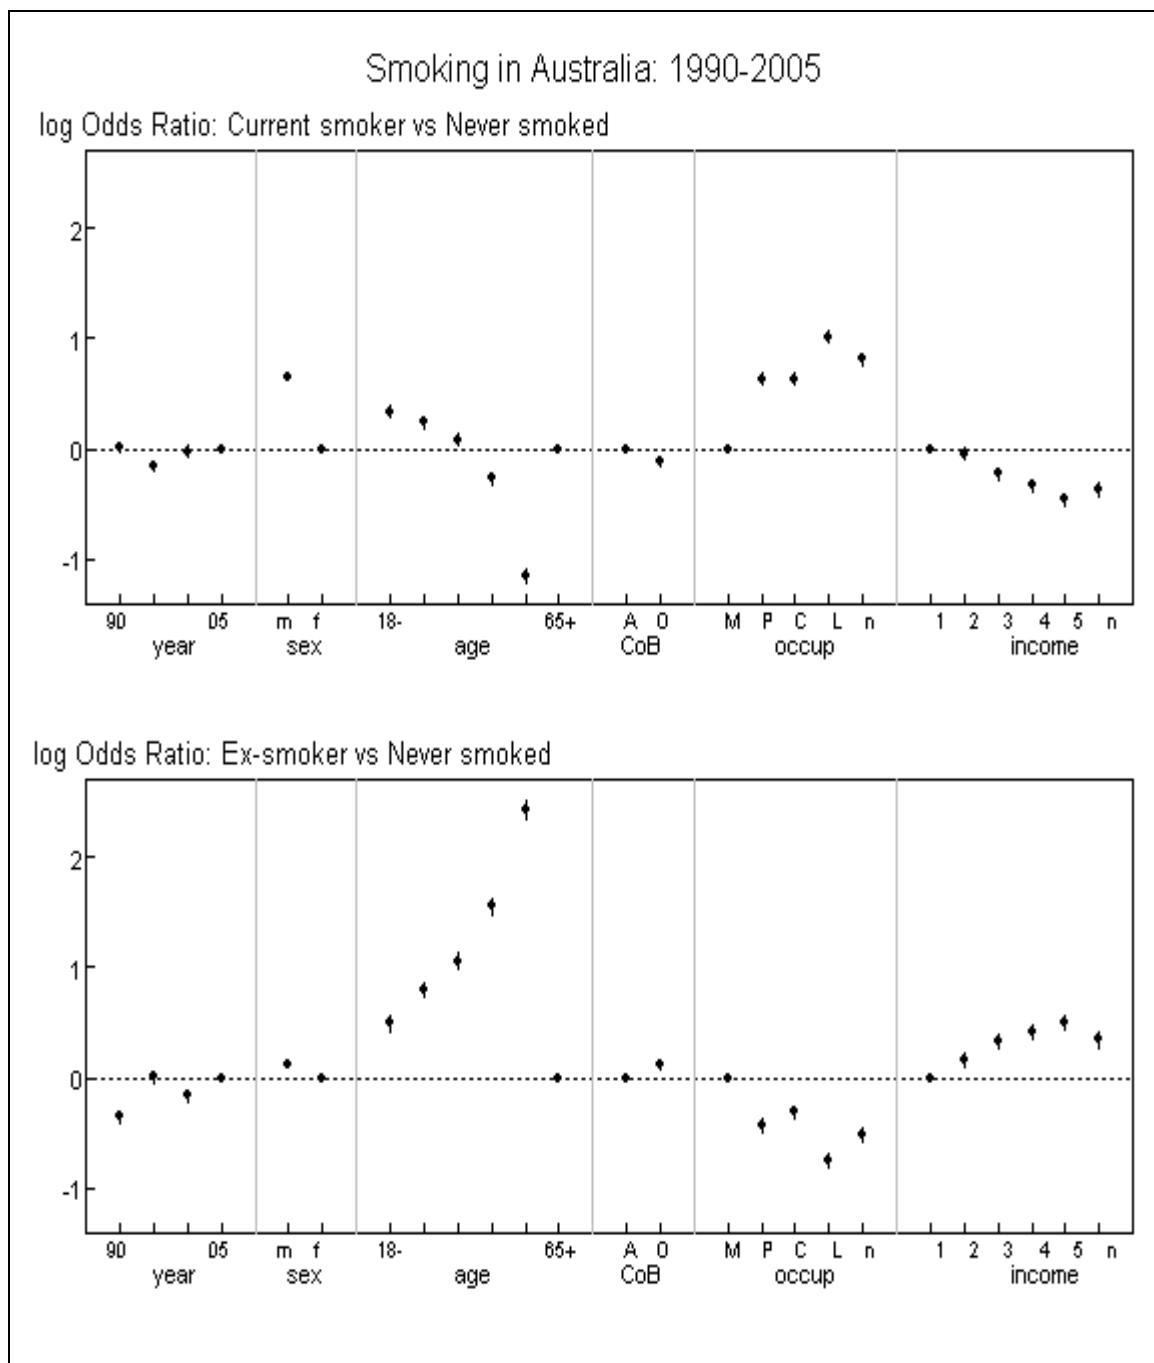 Smoking in Australia: 1990-2005
log Odds Ratio: Current smoker vs Never smoked
2
1
0
-1
90 05 m f 18- 65+ A O M P C L n 1 2 3 4 5 n
year sex age CoB occup income
log Odds Ratio: Ex-smoker vs Never smoked
2
1
0
-1
90 05 m f 18- 65+ A O M P C L n 1 2 3 4 5 n
year sex age CoB occup income